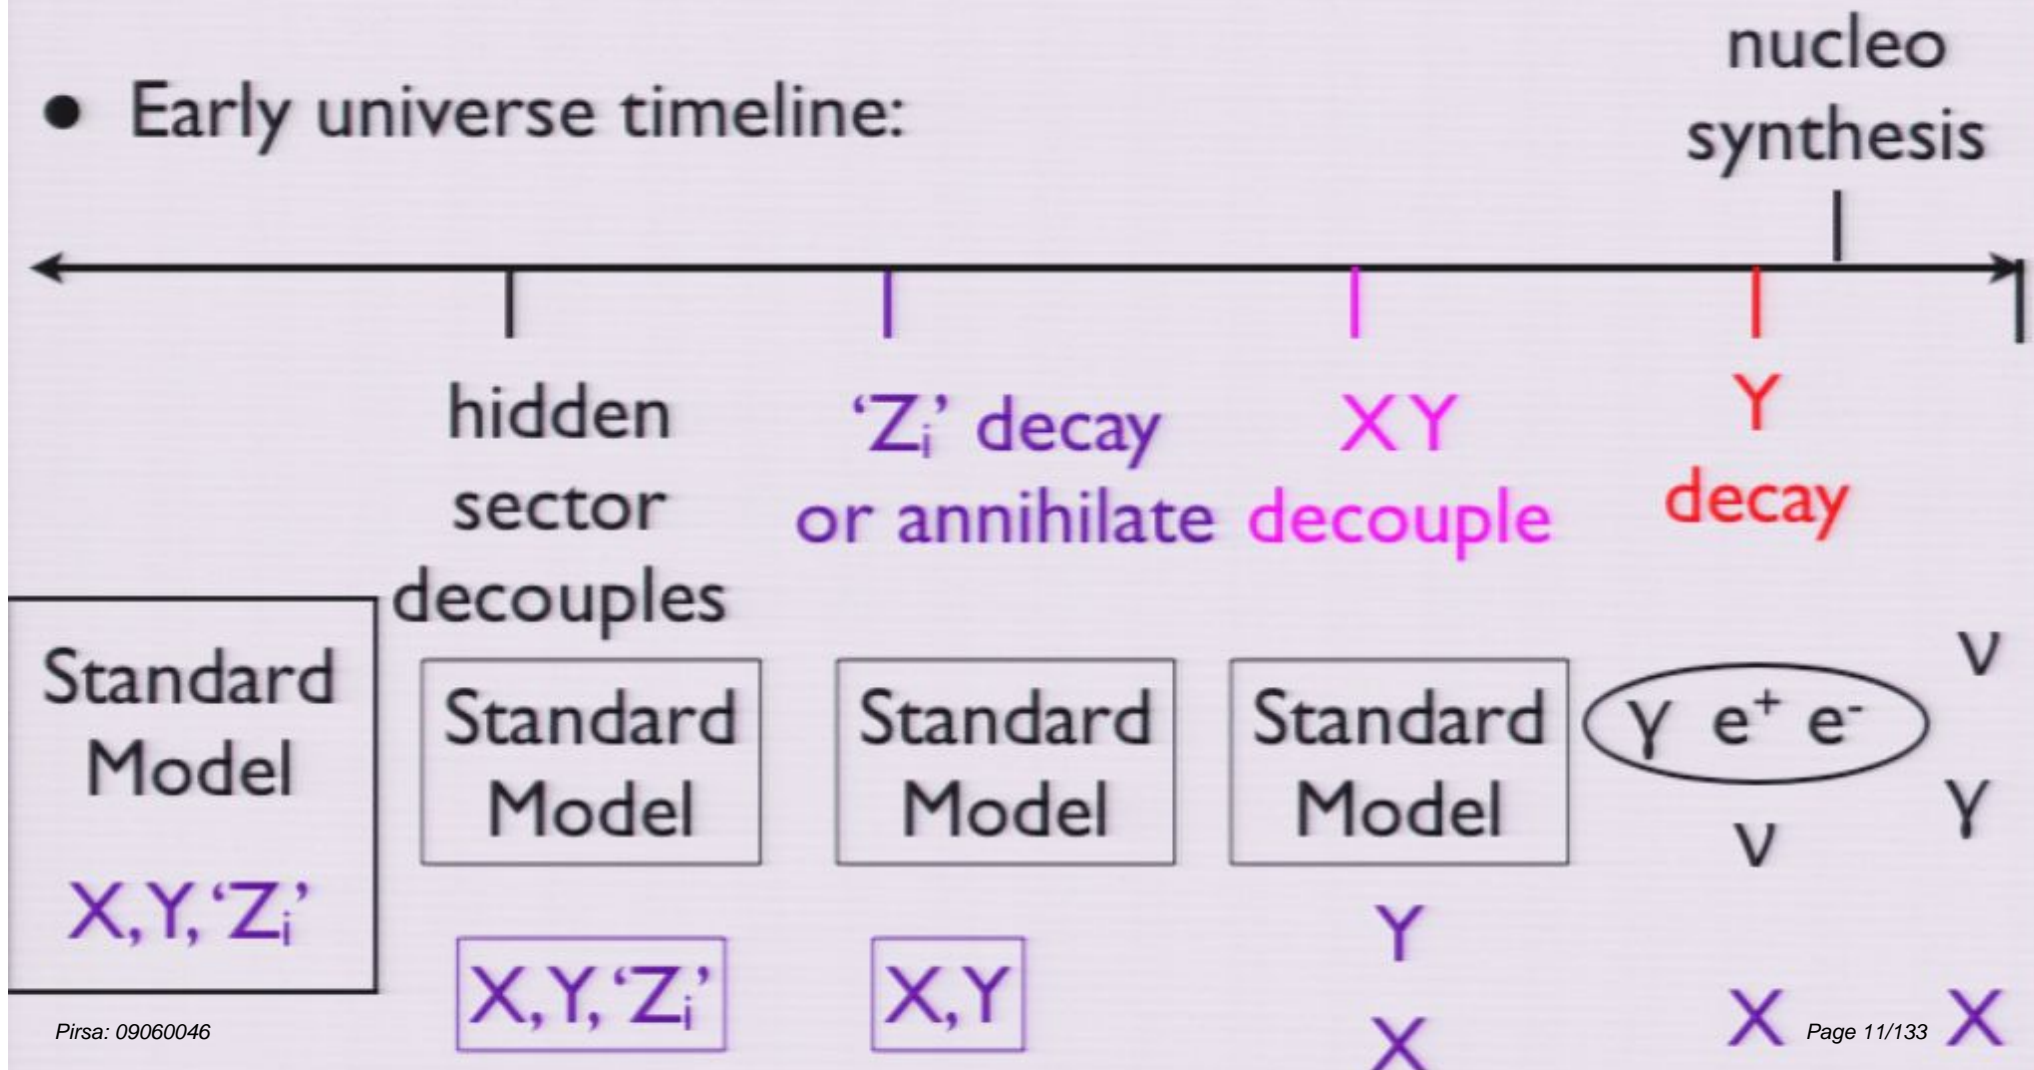 nucleo
synthesis
● Early universe timeline:
hidden
sector
decouples
‘Zᵢ’ decay
or annihilate
X Y
decouple
Y
decay
Standard
Model
X, Y, ‘Zᵢ’
Standard
Model
X, Y, ‘Zᵢ’
Standard
Model
X, Y
Standard
Model
Y
X
γ e⁺ e⁻
ν
X
ν
γ
X
Pirsa: 09060046
Page 11/133